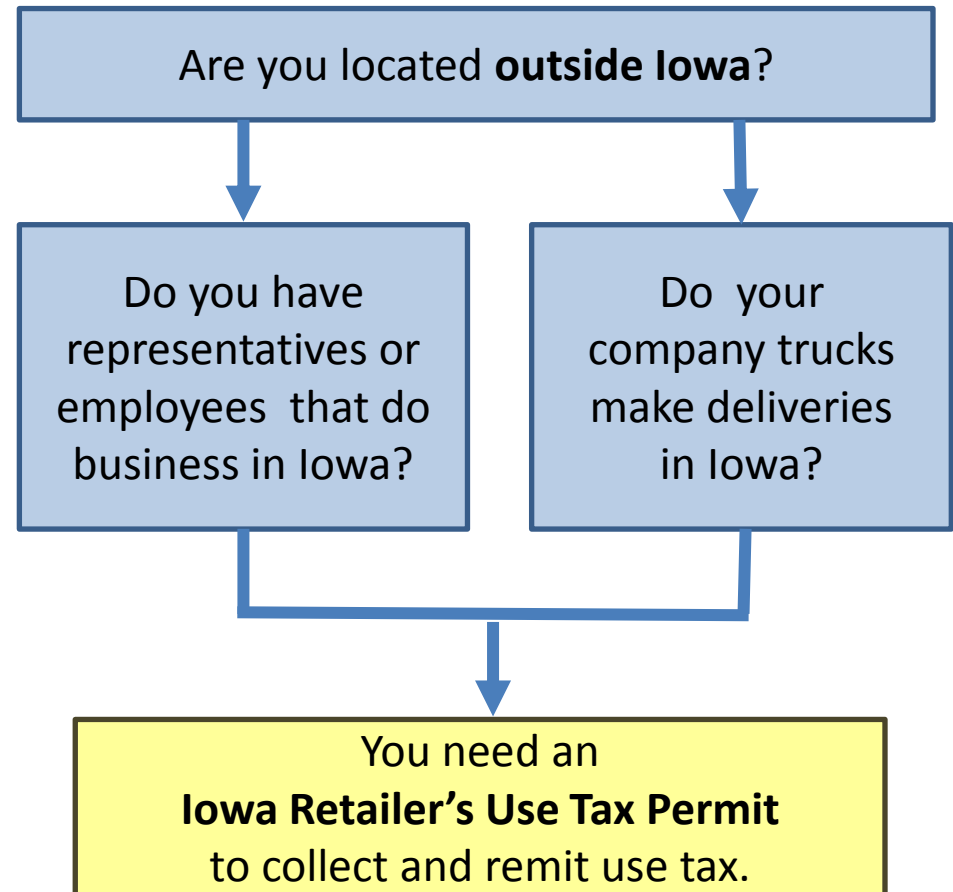 Are you located outside Iowa?
Do you have
representatives or
employees that do
business in Iowa?
Do your
company trucks
make deliveries
in Iowa?
You need an
Iowa Retailer’s Use Tax Permit
to collect and remit use tax.